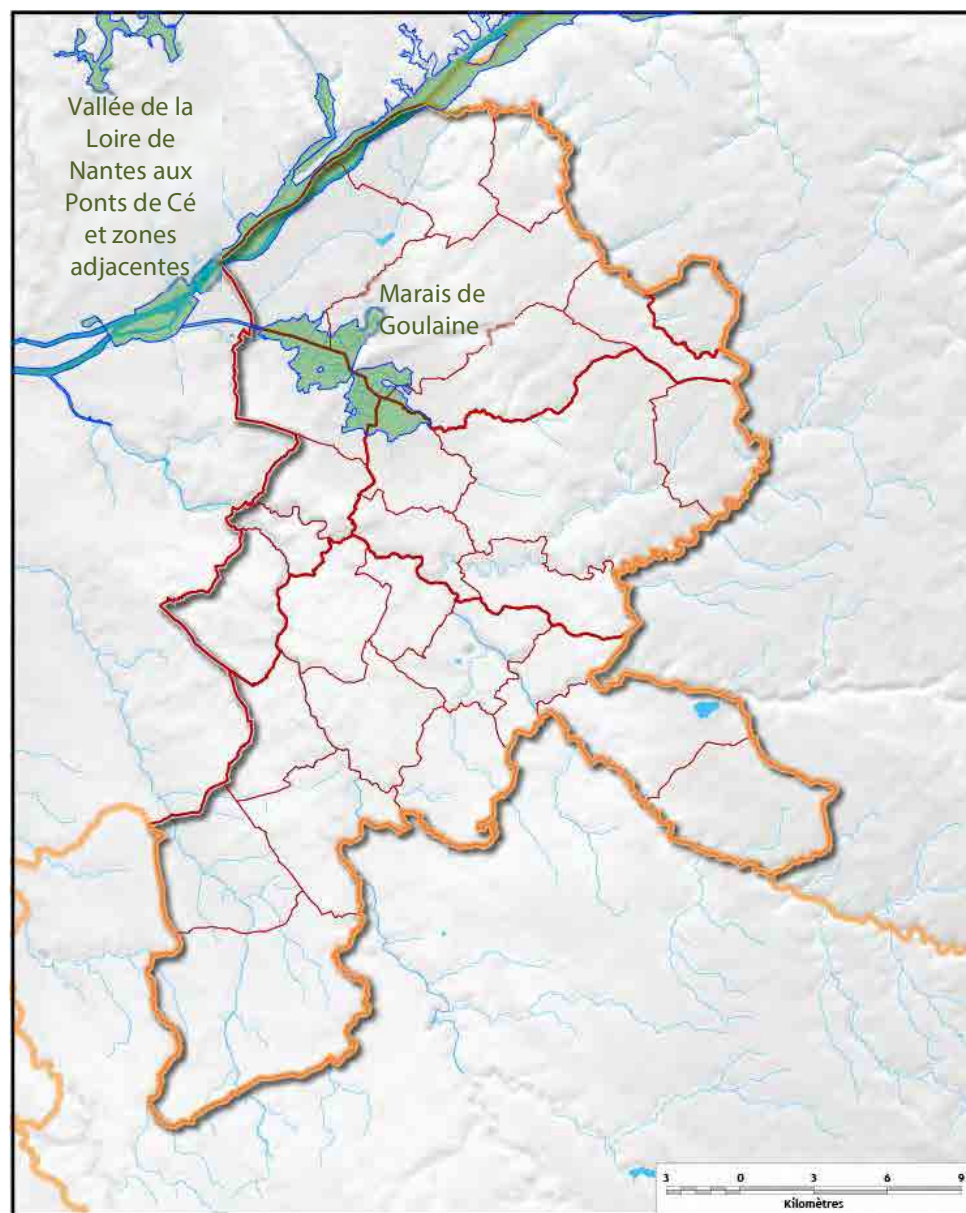 Vallée de la
Loire de
Nantes aux
Ponts de Cé
et zones
adjacentes
Marais de
Goulaine
3 0 3 6 9
Kilomètres